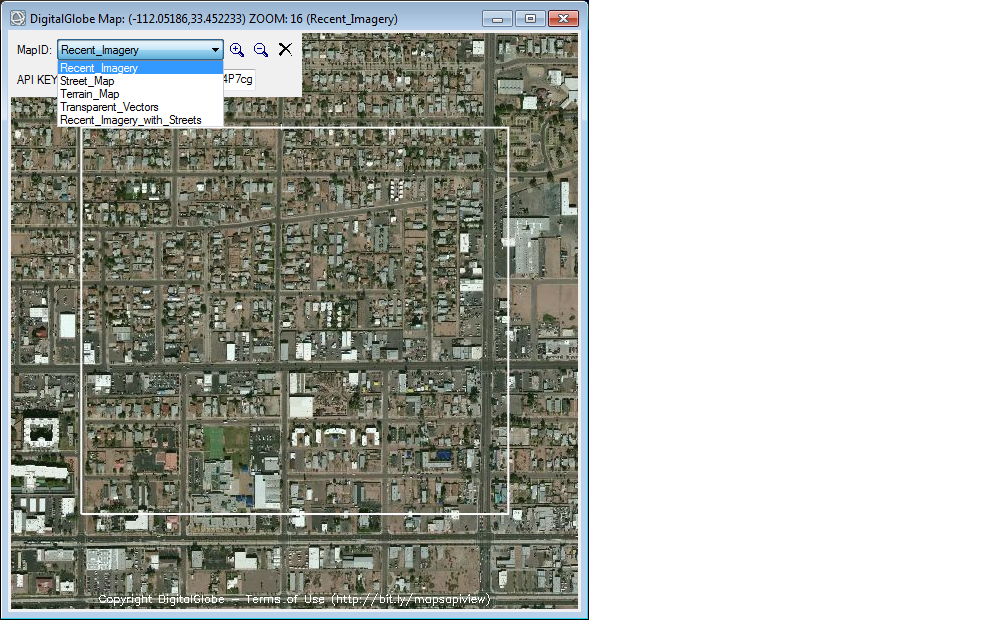 DigitalGlobe Map: (-112.05186,33.452233) ZOOM: 16 (Recent_Imagery)
MapID: Recent_Imagery
Recent_Imagery
API KEY 4P7cg
Street_Map
Terrain_Map
Transparent_Vectors
Recent_Imagery_with_Streets
Copyright DigitalGlobe - Terms of Use (http://bit.ly/mapsapiview)